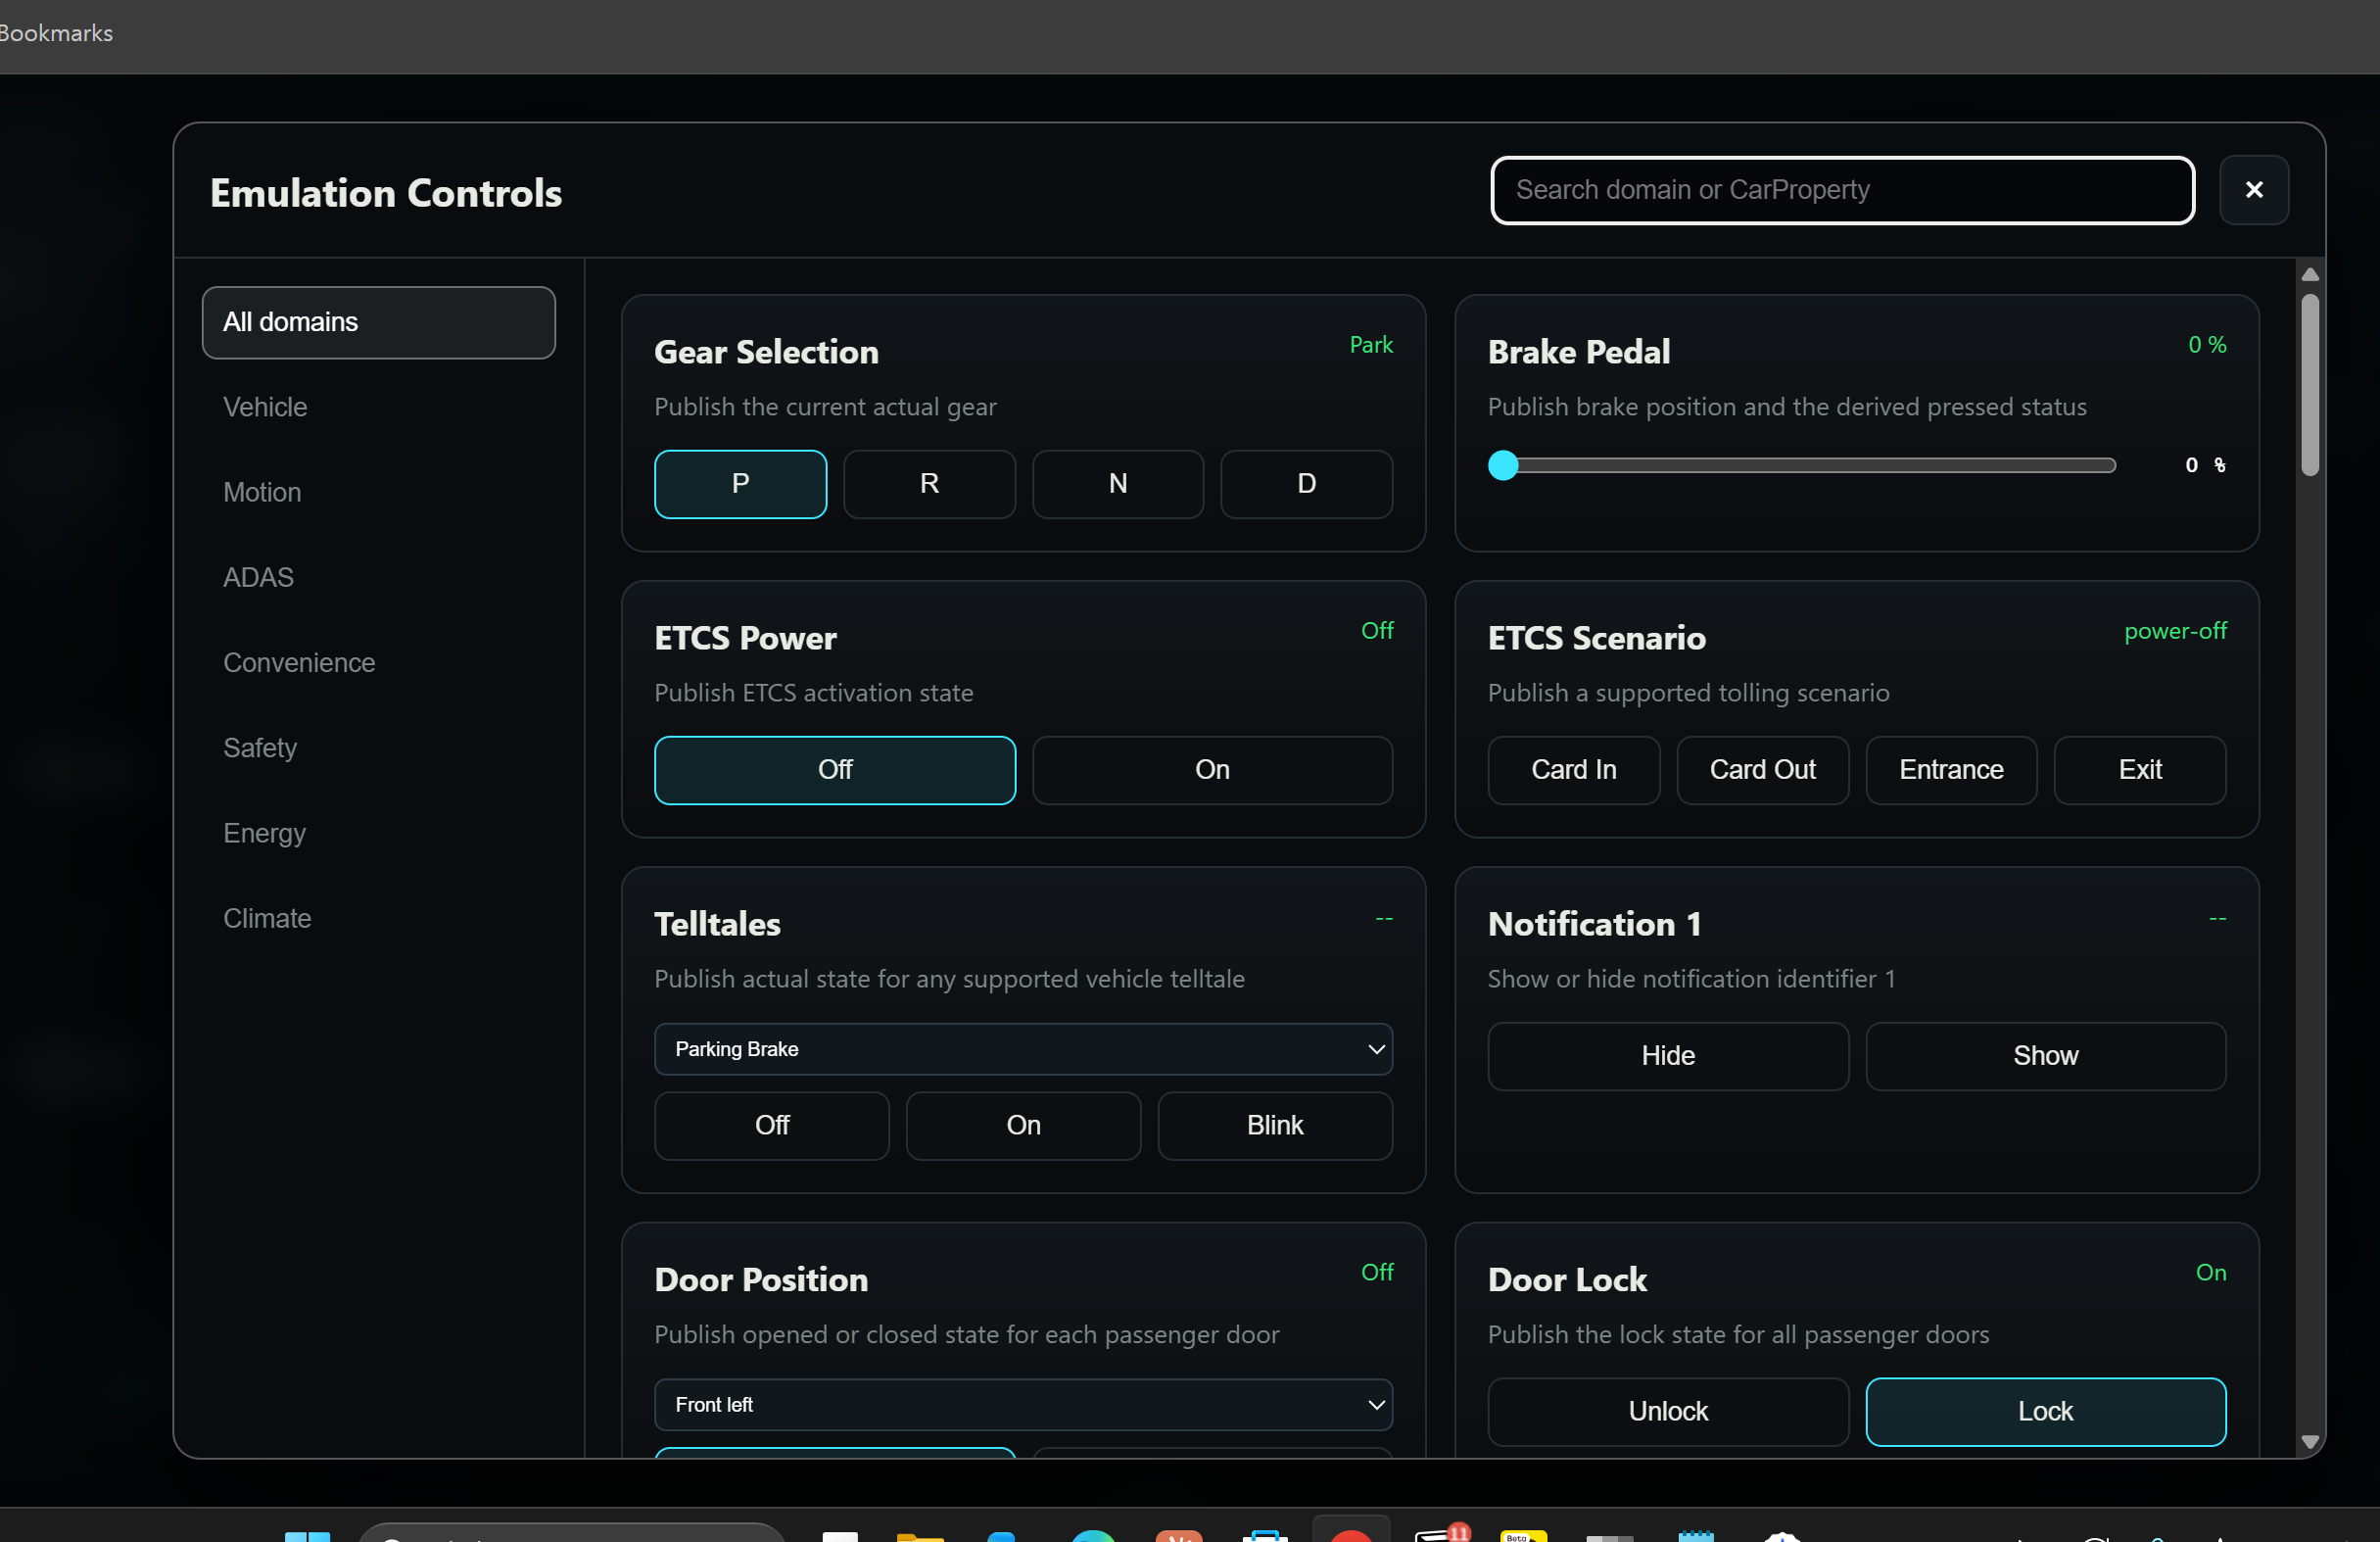 Bookmarks
Emulation Controls
Search domain or CarProperty
×
All domains
Vehicle
Motion
ADAS
Convenience
Safety
Energy
Climate
Gear Selection
Park
Publish the current actual gear
P
R
N
D
Brake Pedal
0 %
Publish brake position and the derived pressed status
0 %
ETCS Power
Off
Publish ETCS activation state
Off
On
ETCS Scenario
power-off
Publish a supported tolling scenario
Card In
Card Out
Entrance
Exit
Telltales
--
Publish actual state for any supported vehicle telltale
Parking Brake
Off
On
Blink
Notification 1
--
Show or hide notification identifier 1
Hide
Show
Door Position
Off
Publish opened or closed state for each passenger door
Front left
Door Lock
On
Publish the lock state for all passenger doors
Unlock
Lock
11
Beta